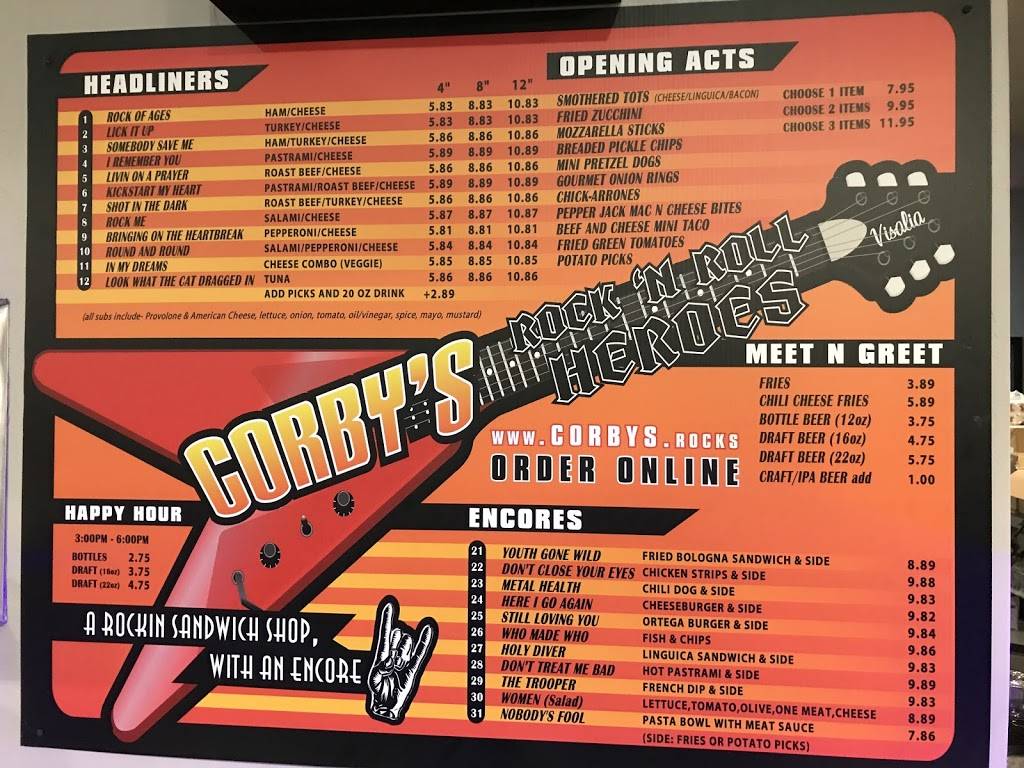 HEADLINERS
4" 8" 12"
1 ROCK OF AGES HAM/CHEESE 5.83 8.83 10.83
2 LICK IT UP TURKEY/CHEESE 5.83 8.83 10.83
3 SOMEBODY SAVE ME HAM/TURKEY/CHEESE 5.86 8.86 10.86
4 I REMEMBER YOU PASTRAMI/CHEESE 5.89 8.89 10.89
5 LIVIN ON A PRAYER ROAST BEEF/CHEESE 5.86 8.86 10.86
6 KICKSTART MY HEART PASTRAMI/ROAST BEEF/CHEESE 5.89 8.89 10.89
7 SHOT IN THE DARK ROAST BEEF/TURKEY/CHEESE 5.86 8.86 10.86
8 ROCK ME SALAMI/CHEESE 5.87 8.87 10.87
9 BRINGING ON THE HEARTBREAK PEPPERONI/CHEESE 5.81 8.81 10.81
10 ROUND AND ROUND SALAMI/PEPPERONI/CHEESE 5.84 8.84 10.84
11 IN MY DREAMS CHEESE COMBO (VEGGIE) 5.85 8.85 10.85
12 LOOK WHAT THE CAT DRAGGED IN TUNA 5.86 8.86 10.86
ADD PICKS AND 20 OZ DRINK +2.89
(all subs include- Provolone & American Cheese, lettuce, onion, tomato, oil/vinegar, spice, mayo, mustard)
OPENING ACTS
SMOTHERED TOTS (CHEESE/LINGUICA/BACON) CHOOSE 1 ITEM 7.95
FRIED ZUCCHINI CHOOSE 2 ITEMS 9.95
MOZZARELLA STICKS CHOOSE 3 ITEMS 11.95
BREADED PICKLE CHIPS
MINI PRETZEL DOGS
GOURMET ONION RINGS
CHICK-ARRONES
PEPPER JACK MAC N CHEESE BITES
BEEF AND CHEESE MINI TACO
FRIED GREEN TOMATOES
POTATO PICKS
Visalia
ROCK 'N ROLL
HEROES
CORBY'S
MEET N GREET
FRIES 3.89
CHILI CHEESE FRIES 5.89
BOTTLE BEER (12oz) 3.75
DRAFT BEER (16oz) 4.75
DRAFT BEER (22oz) 5.75
CRAFT/IPA BEER add 1.00
WWW.CORBYS.ROCKS
ORDER ONLINE
HAPPY HOUR
3:00PM - 6:00PM
BOTTLES 2.75
DRAFT (16oz) 3.75
DRAFT (22oz) 4.75
A ROCKIN SANDWICH SHOP,
WITH AN ENCORE
ENCORES
21 YOUTH GONE WILD FRIED BOLOGNA SANDWICH & SIDE 8.89
22 DON'T CLOSE YOUR EYES CHICKEN STRIPS & SIDE 9.88
23 METAL HEALTH CHILI DOG & SIDE 9.83
24 HERE I GO AGAIN CHEESEBURGER & SIDE 9.82
25 STILL LOVING YOU ORTEGA BURGER & SIDE 9.84
26 WHO MADE WHO FISH & CHIPS 9.86
27 HOLY DIVER LINGUICA SANDWICH & SIDE 9.83
28 DON'T TREAT ME BAD HOT PASTRAMI & SIDE 9.89
29 THE TROOPER FRENCH DIP & SIDE 9.83
30 WOMEN (Salad) LETTUCE,TOMATO,OLIVE,ONE MEAT,CHEESE 8.89
31 NOBODY'S FOOL PASTA BOWL WITH MEAT SAUCE 7.86
(SIDE: FRIES OR POTATO PICKS)